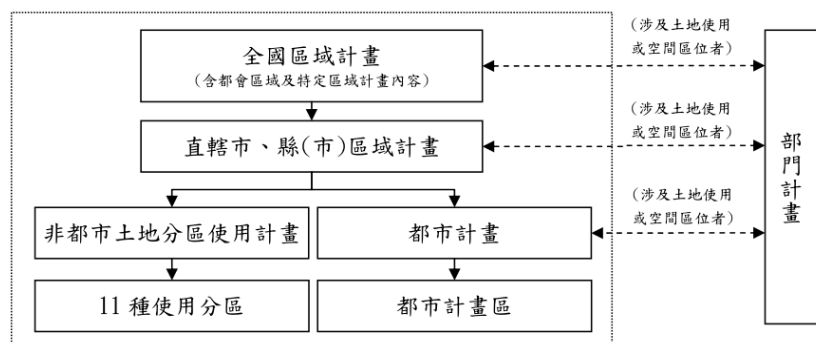 全國區域計畫
(含都會區域及特定區域計畫內容)
(涉及土地使用
或空間區位者)
直轄市、縣(市)區域計畫
(涉及土地使用
或空間區位者)
部門計畫
(涉及土地使用
或空間區位者)
非都市土地分區使用計畫
都市計畫
11 種使用分區
都市計畫區